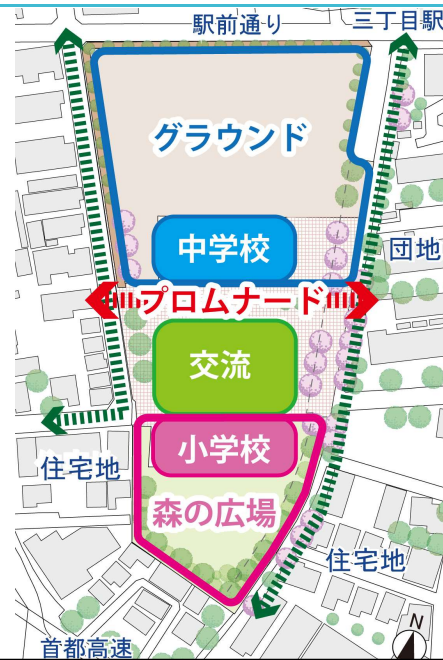 駅前通り
三丁目駅
グラウンド
中学校
団地
プロムナード
交流
小学校
住宅地
森の広場
住宅地
首都高速
N